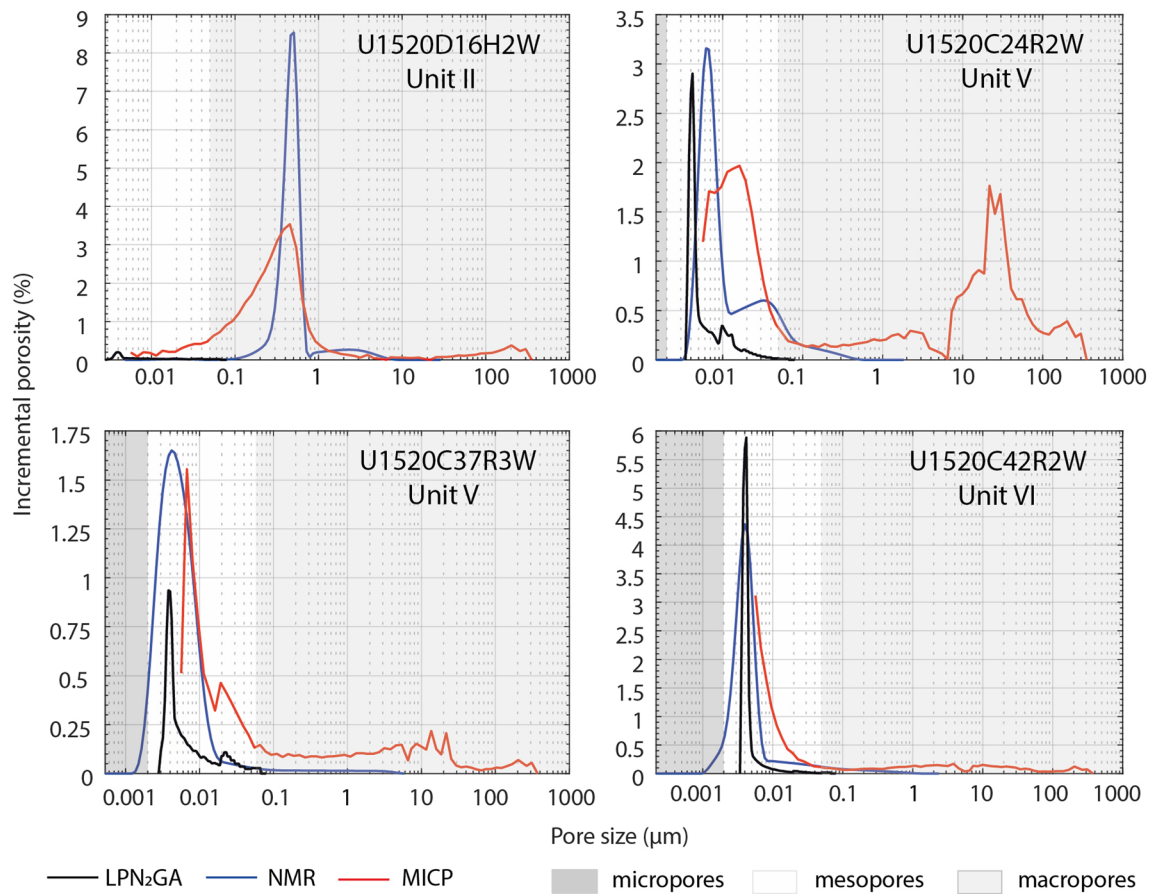 Incremental porosity (%)
U1520D16H2W
Unit II
9
8
7
6
5
4
3
2
1
0
0.01 0.1 1 10 100 1000
U1520C24R2W
Unit V
3.5
3
2.5
2
1.5
1
0.5
0
0.01 0.1 1 10 100 1000
U1520C37R3W
Unit V
1.75
1.5
1.25
1
0.75
0.5
0.25
0
0.001 0.01 0.1 1 10 100 1000
U1520C42R2W
Unit VI
6
5.5
5
4.5
4
3.5
3
2.5
2
1.5
1
0.5
0
0.001 0.01 0.1 1 10 100 1000
Pore size (µm)
LPN₂GA NMR MICP micropores mesopores macropores